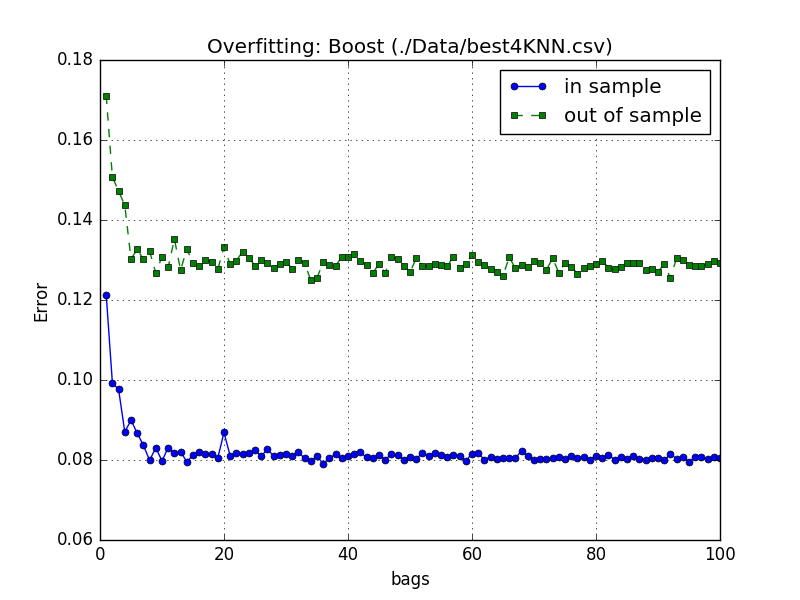 Overfitting: Boost (./Data/best4KNN.csv)
in sample
out of sample
0.18
0.16
0.14
0.12
0.10
0.08
0.06
Error
0 20 40 60 80 100
bags